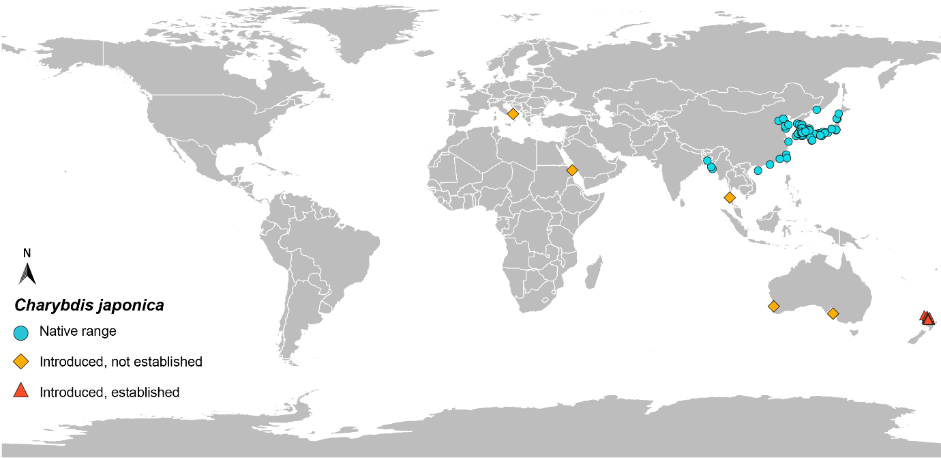 N
Charybdis japonica
Native range
Introduced, not established
Introduced, established